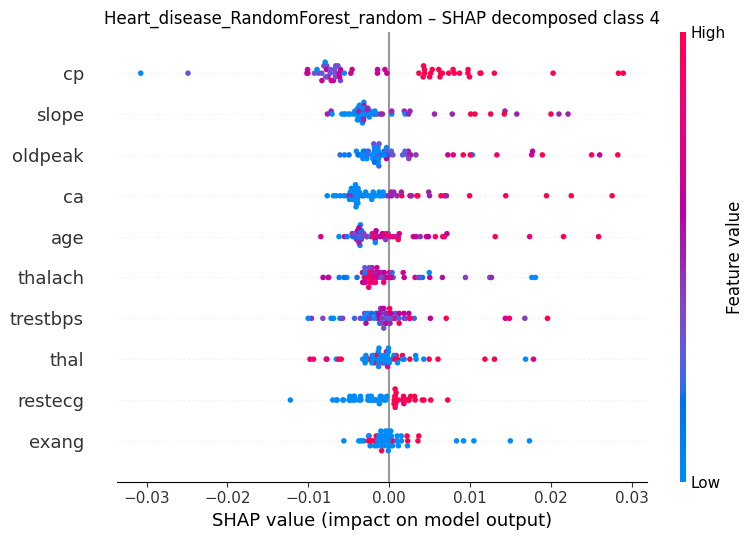 Heart_disease_RandomForest_random – SHAP decomposed class 4
High
cp
slope
oldpeak
ca
age
thalach
trestbps
thal
restecg
exang
Feature value
Low
−0.03 −0.02 −0.01 0.00 0.01 0.02 0.03
SHAP value (impact on model output)